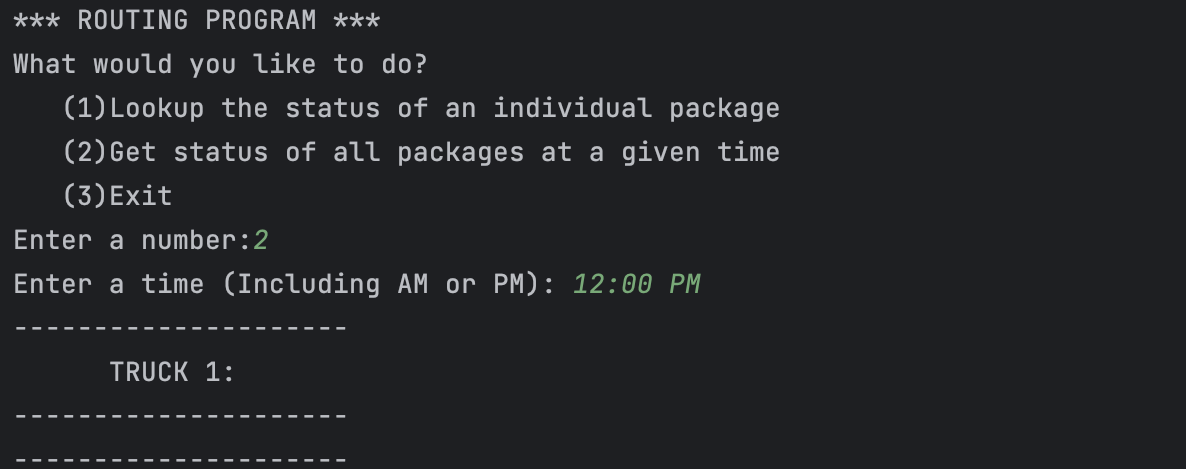 *** ROUTING PROGRAM ***
What would you like to do?
   (1)Lookup the status of an individual package
   (2)Get status of all packages at a given time
   (3)Exit
Enter a number:2
Enter a time (Including AM or PM): 12:00 PM
---------------------
      TRUCK 1:
---------------------
---------------------